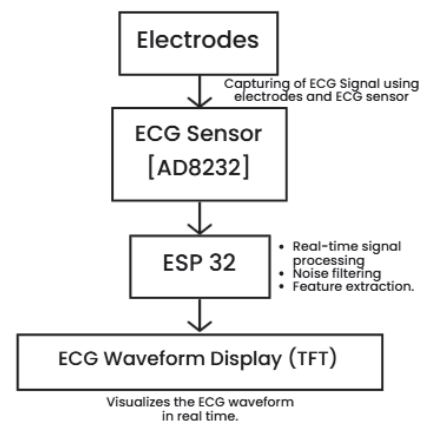 Electrodes
Capturing of ECG Signal using
electrodes and ECG sensor
ECG Sensor
[AD8232]
ESP 32
• Real-time signal
processing
• Noise filtering
• Feature extraction.
ECG Waveform Display (TFT)
Visualizes the ECG waveform
in real time.